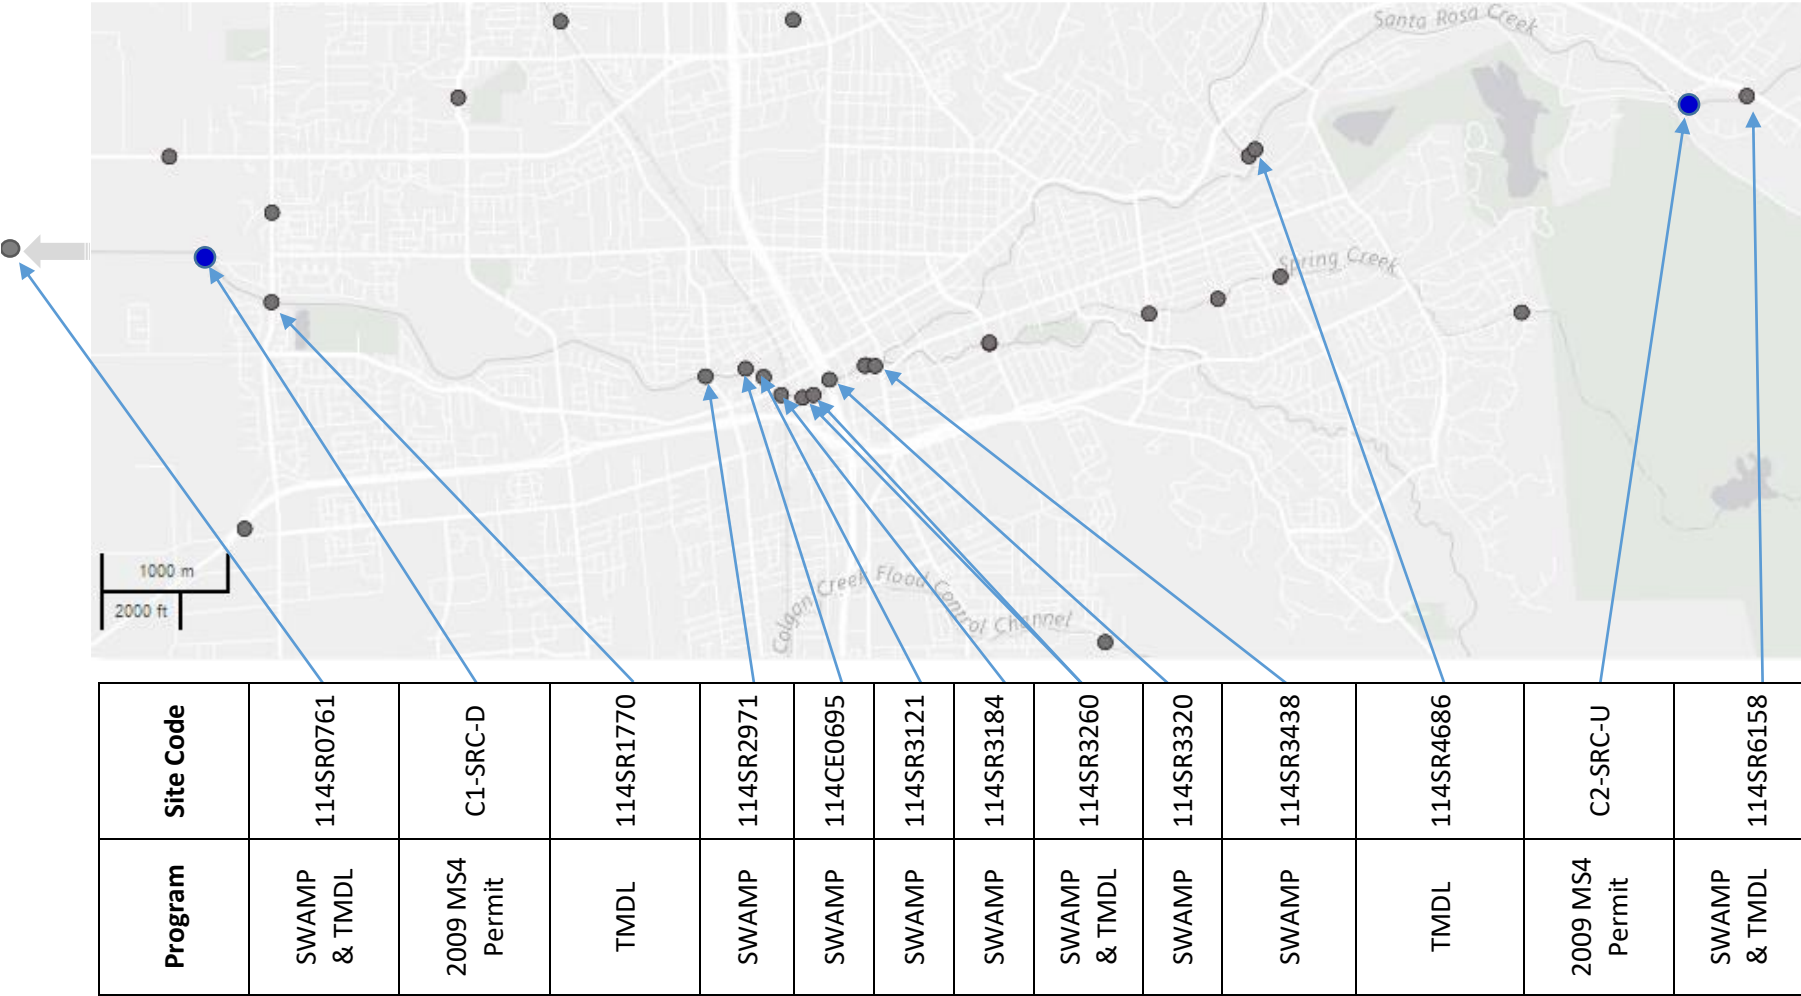 Santa Rosa Creek
Spring Creek
1000 m
2000 ft
Colgan Creek Flood Control Channel
Site Code
114SR0761
C1-SRC-D
114SR1770
114SR2971
114CE0695
114SR3121
114SR3184
114SR3260
114SR3320
114SR3438
114SR4686
C2-SRC-U
114SR6158
Program
SWAMP
& TMDL
2009 MS4
Permit
TMDL
SWAMP
SWAMP
SWAMP
SWAMP
SWAMP
& TMDL
SWAMP
SWAMP
TMDL
2009 MS4
Permit
SWAMP
& TMDL